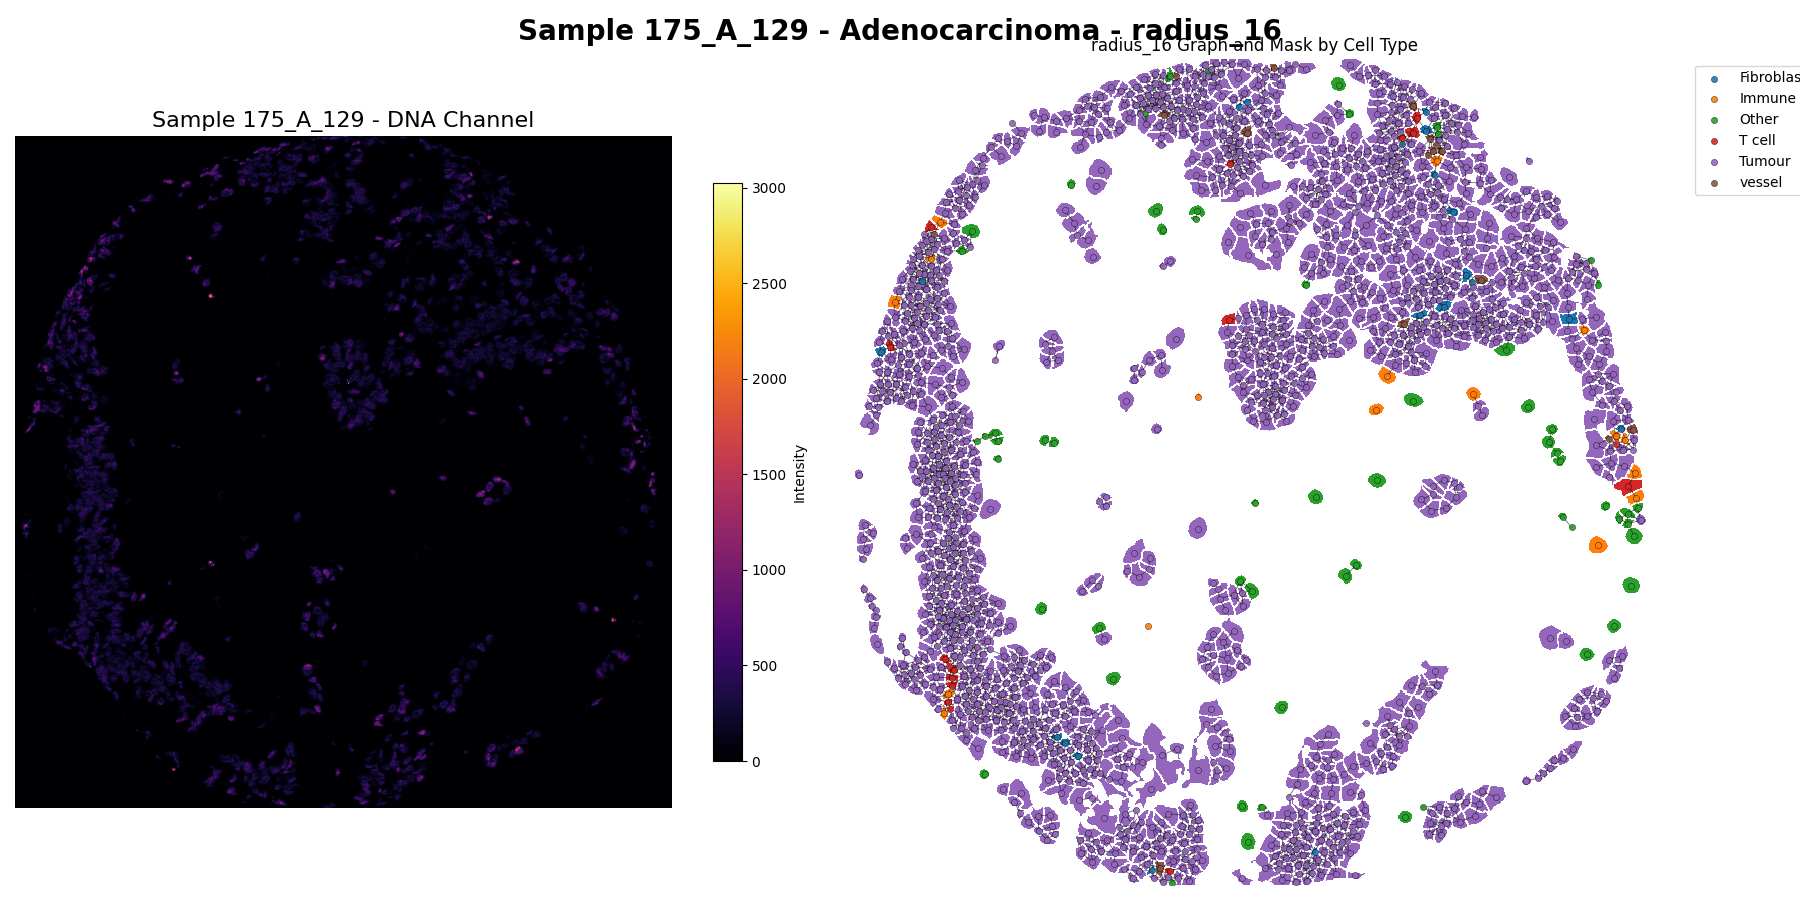 Sample 175_A_129 - Adenocarcinoma - radius_16
radius_16 Graph and Mask by Cell Type
Sample 175_A_129 - DNA Channel
3000
2500
2000
1500
1000
500
0
Intensity
Fibroblas
Immune
Other
T cell
Tumour
vessel